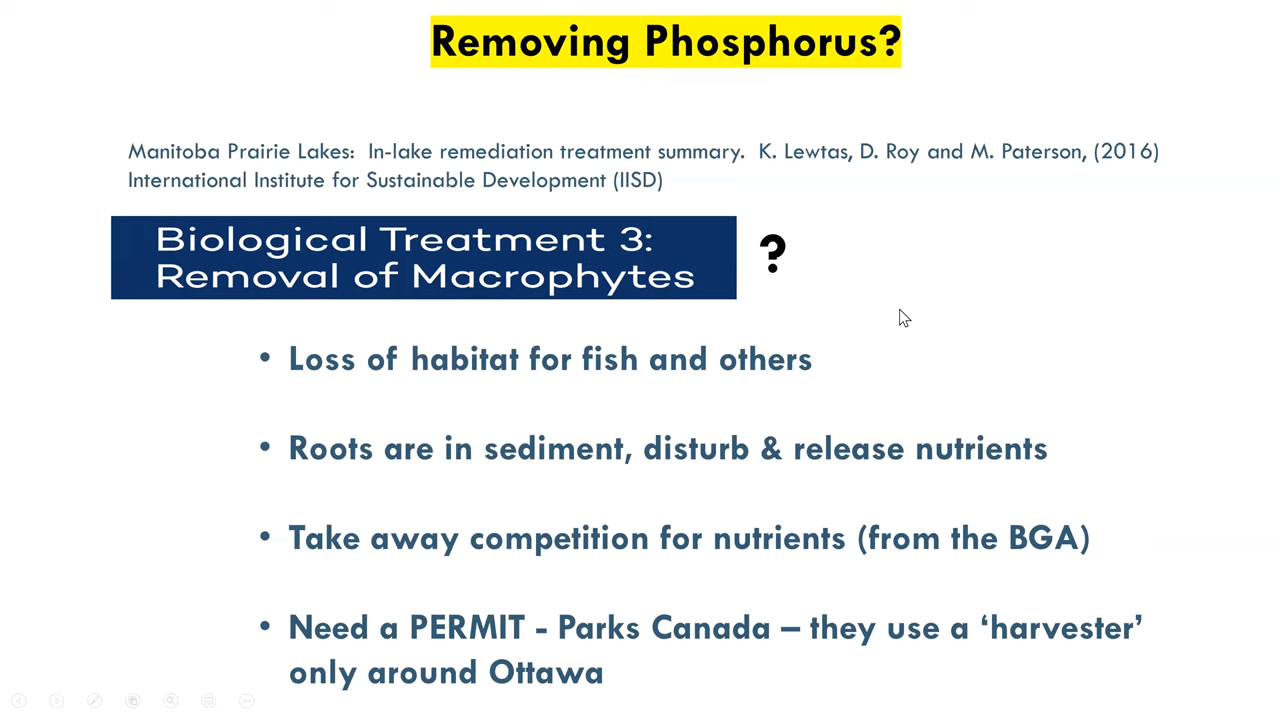 Removing Phosphorus?
Manitoba Prairie Lakes: In-lake remediation treatment summary. K. Lewtas, D. Roy and M. Paterson, (2016)
International Institute for Sustainable Development (IISD)
Biological Treatment 3:
Removal of Macrophytes
?
• Loss of habitat for fish and others
• Roots are in sediment, disturb & release nutrients
• Take away competition for nutrients (from the BGA)
• Need a PERMIT - Parks Canada – they use a ‘harvester’
only around Ottawa